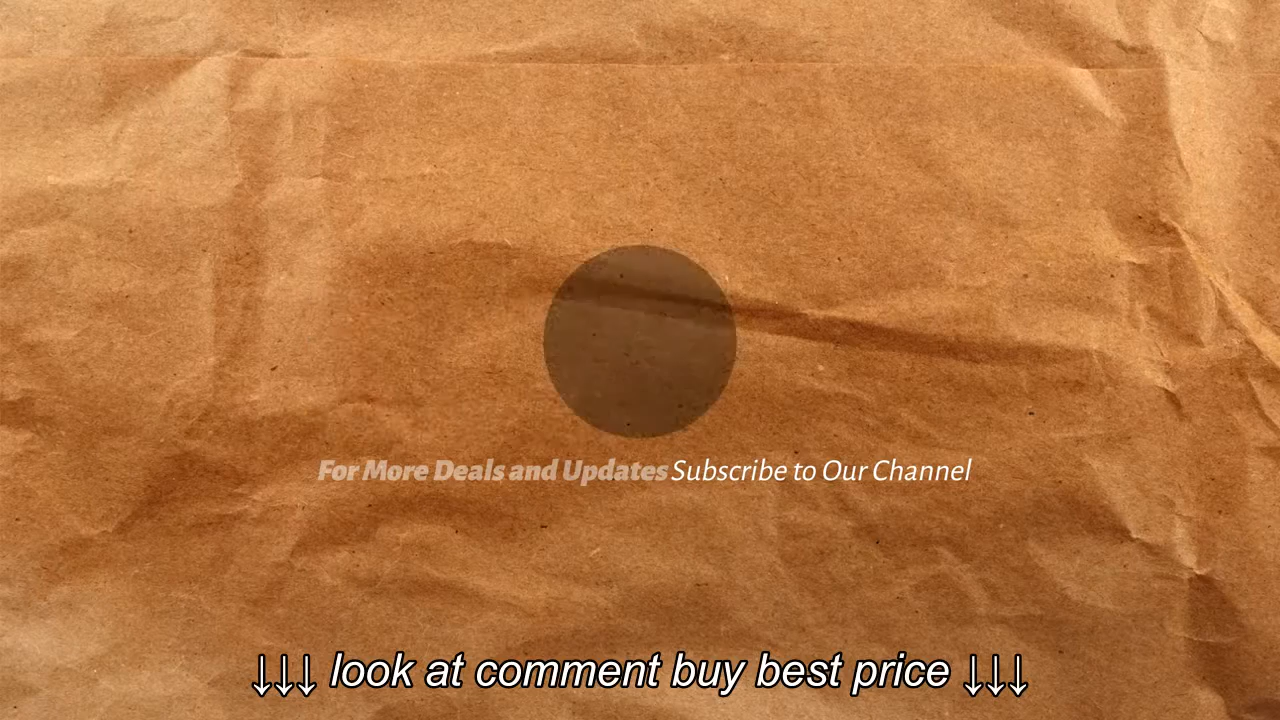 For More Deals and Updates Subscribe to Our Channel
↓↓↓ look at comment buy best price ↓↓↓